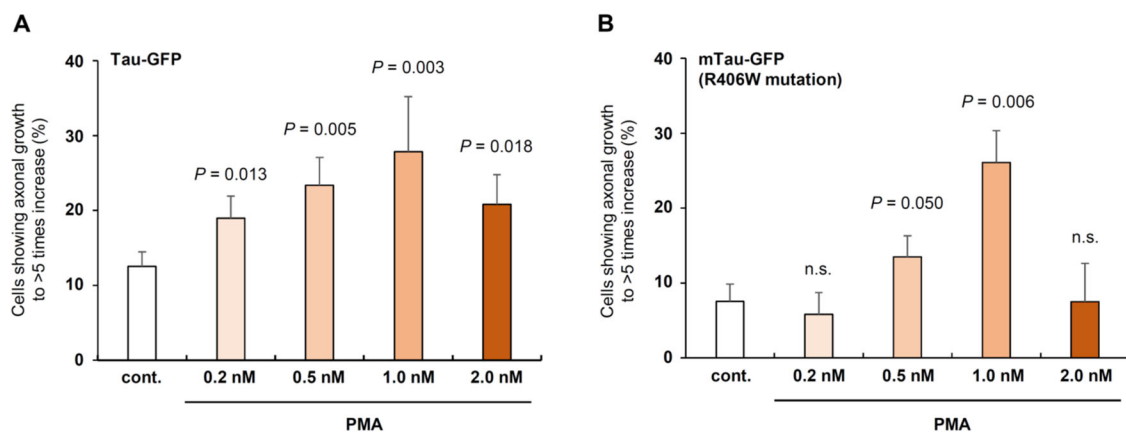 A
Tau-GFP
Cells showing axonal growth
to >5 times increase (%)
40
30
20
10
0
P = 0.013
P = 0.005
P = 0.003
P = 0.018
cont.
0.2 nM
0.5 nM
1.0 nM
2.0 nM
PMA
B
mTau-GFP
(R406W mutation)
Cells showing axonal growth
to >5 times increase (%)
40
30
20
10
0
n.s.
P = 0.050
P = 0.006
n.s.
cont.
0.2 nM
0.5 nM
1.0 nM
2.0 nM
PMA